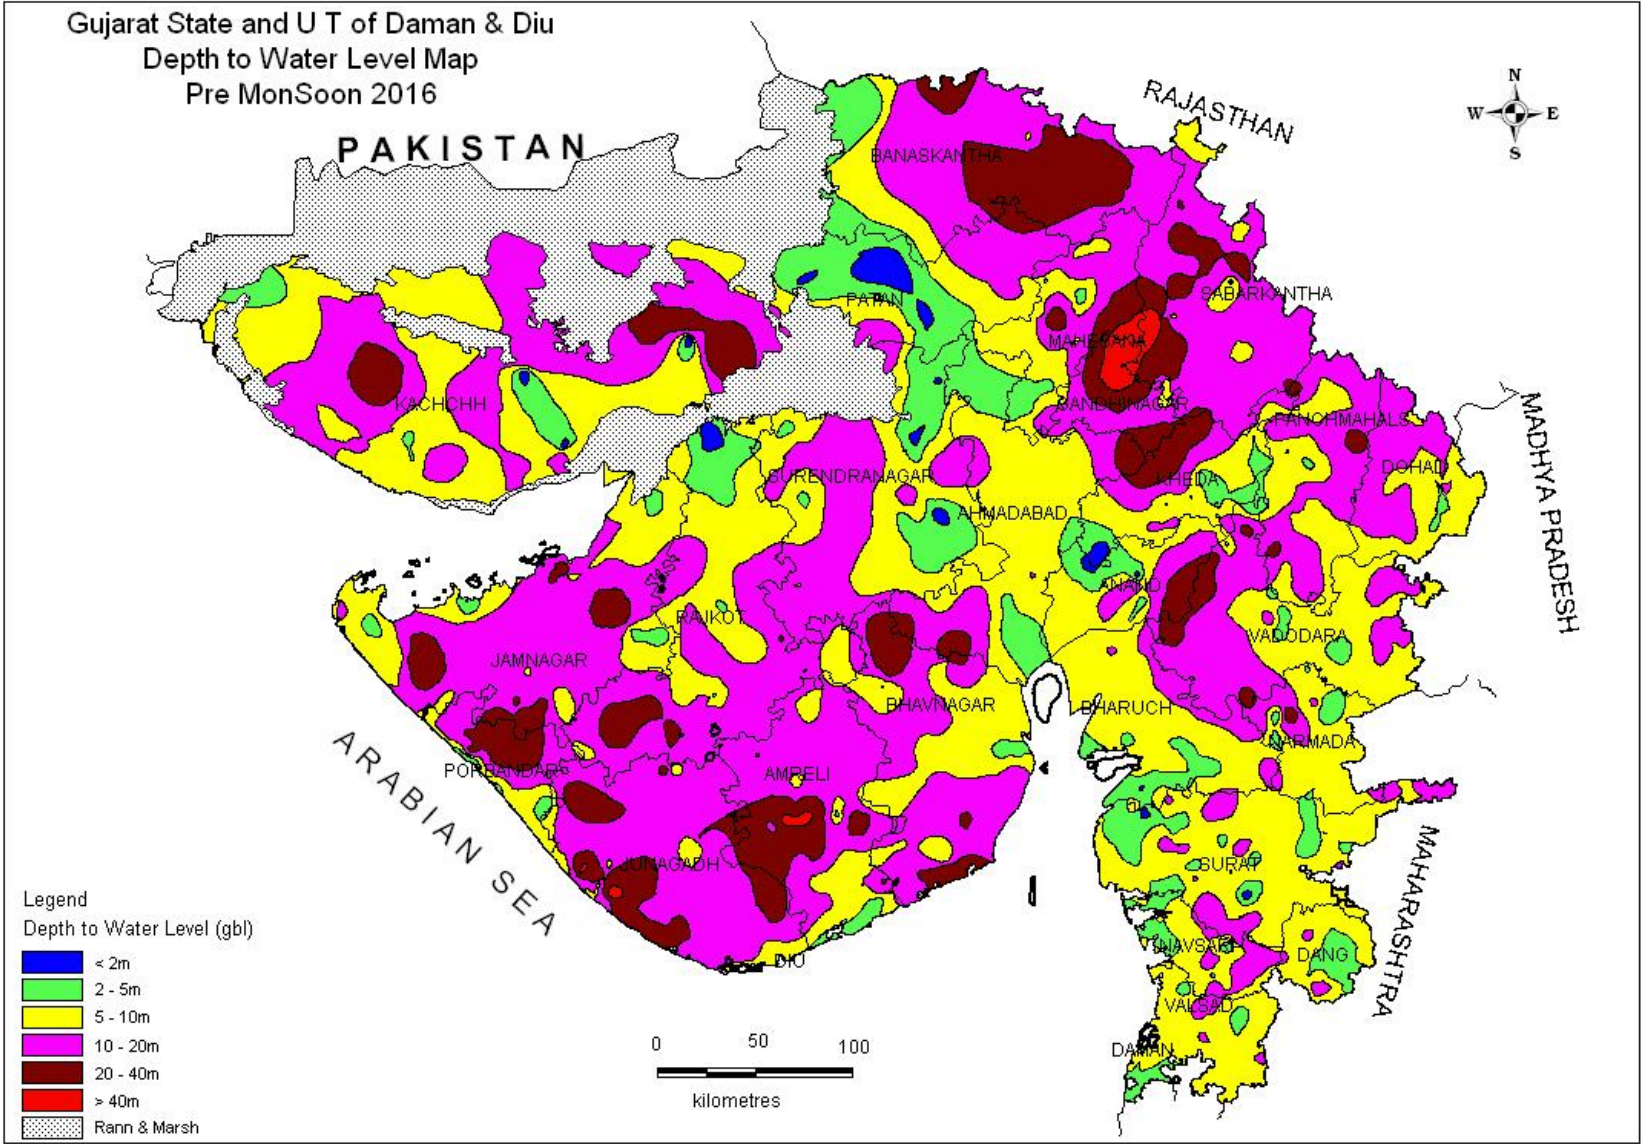 Gujarat State and U T of Daman & Diu
Depth to Water Level Map
Pre MonSoon 2016
PAKISTAN
RAJASTHAN
N
W E
S
BANASKANTHA
PATAN
SABARKANTHA
MAHESANA
KACHCHH
GANDHINAGAR
PANCHMAHALS
MADHYA PRADESH
DOHAD
SURENDRANAGAR
KHEDA
AHMADABAD
ANAND
RAJKOT
VADODARA
JAMNAGAR
BHAVNAGAR
BHARUCH
NARMADA
PORBANDAR
AMRELI
ARABIAN SEA
JUNAGADH
SURAT
MAHARASHTRA
NAVSARI
DANG
DIU
VALSAD
DAMAN
Legend
Depth to Water Level (gbl)
< 2m
2 - 5m
5 - 10m
10 - 20m
20 - 40m
> 40m
Rann & Marsh
0 50 100
kilometres